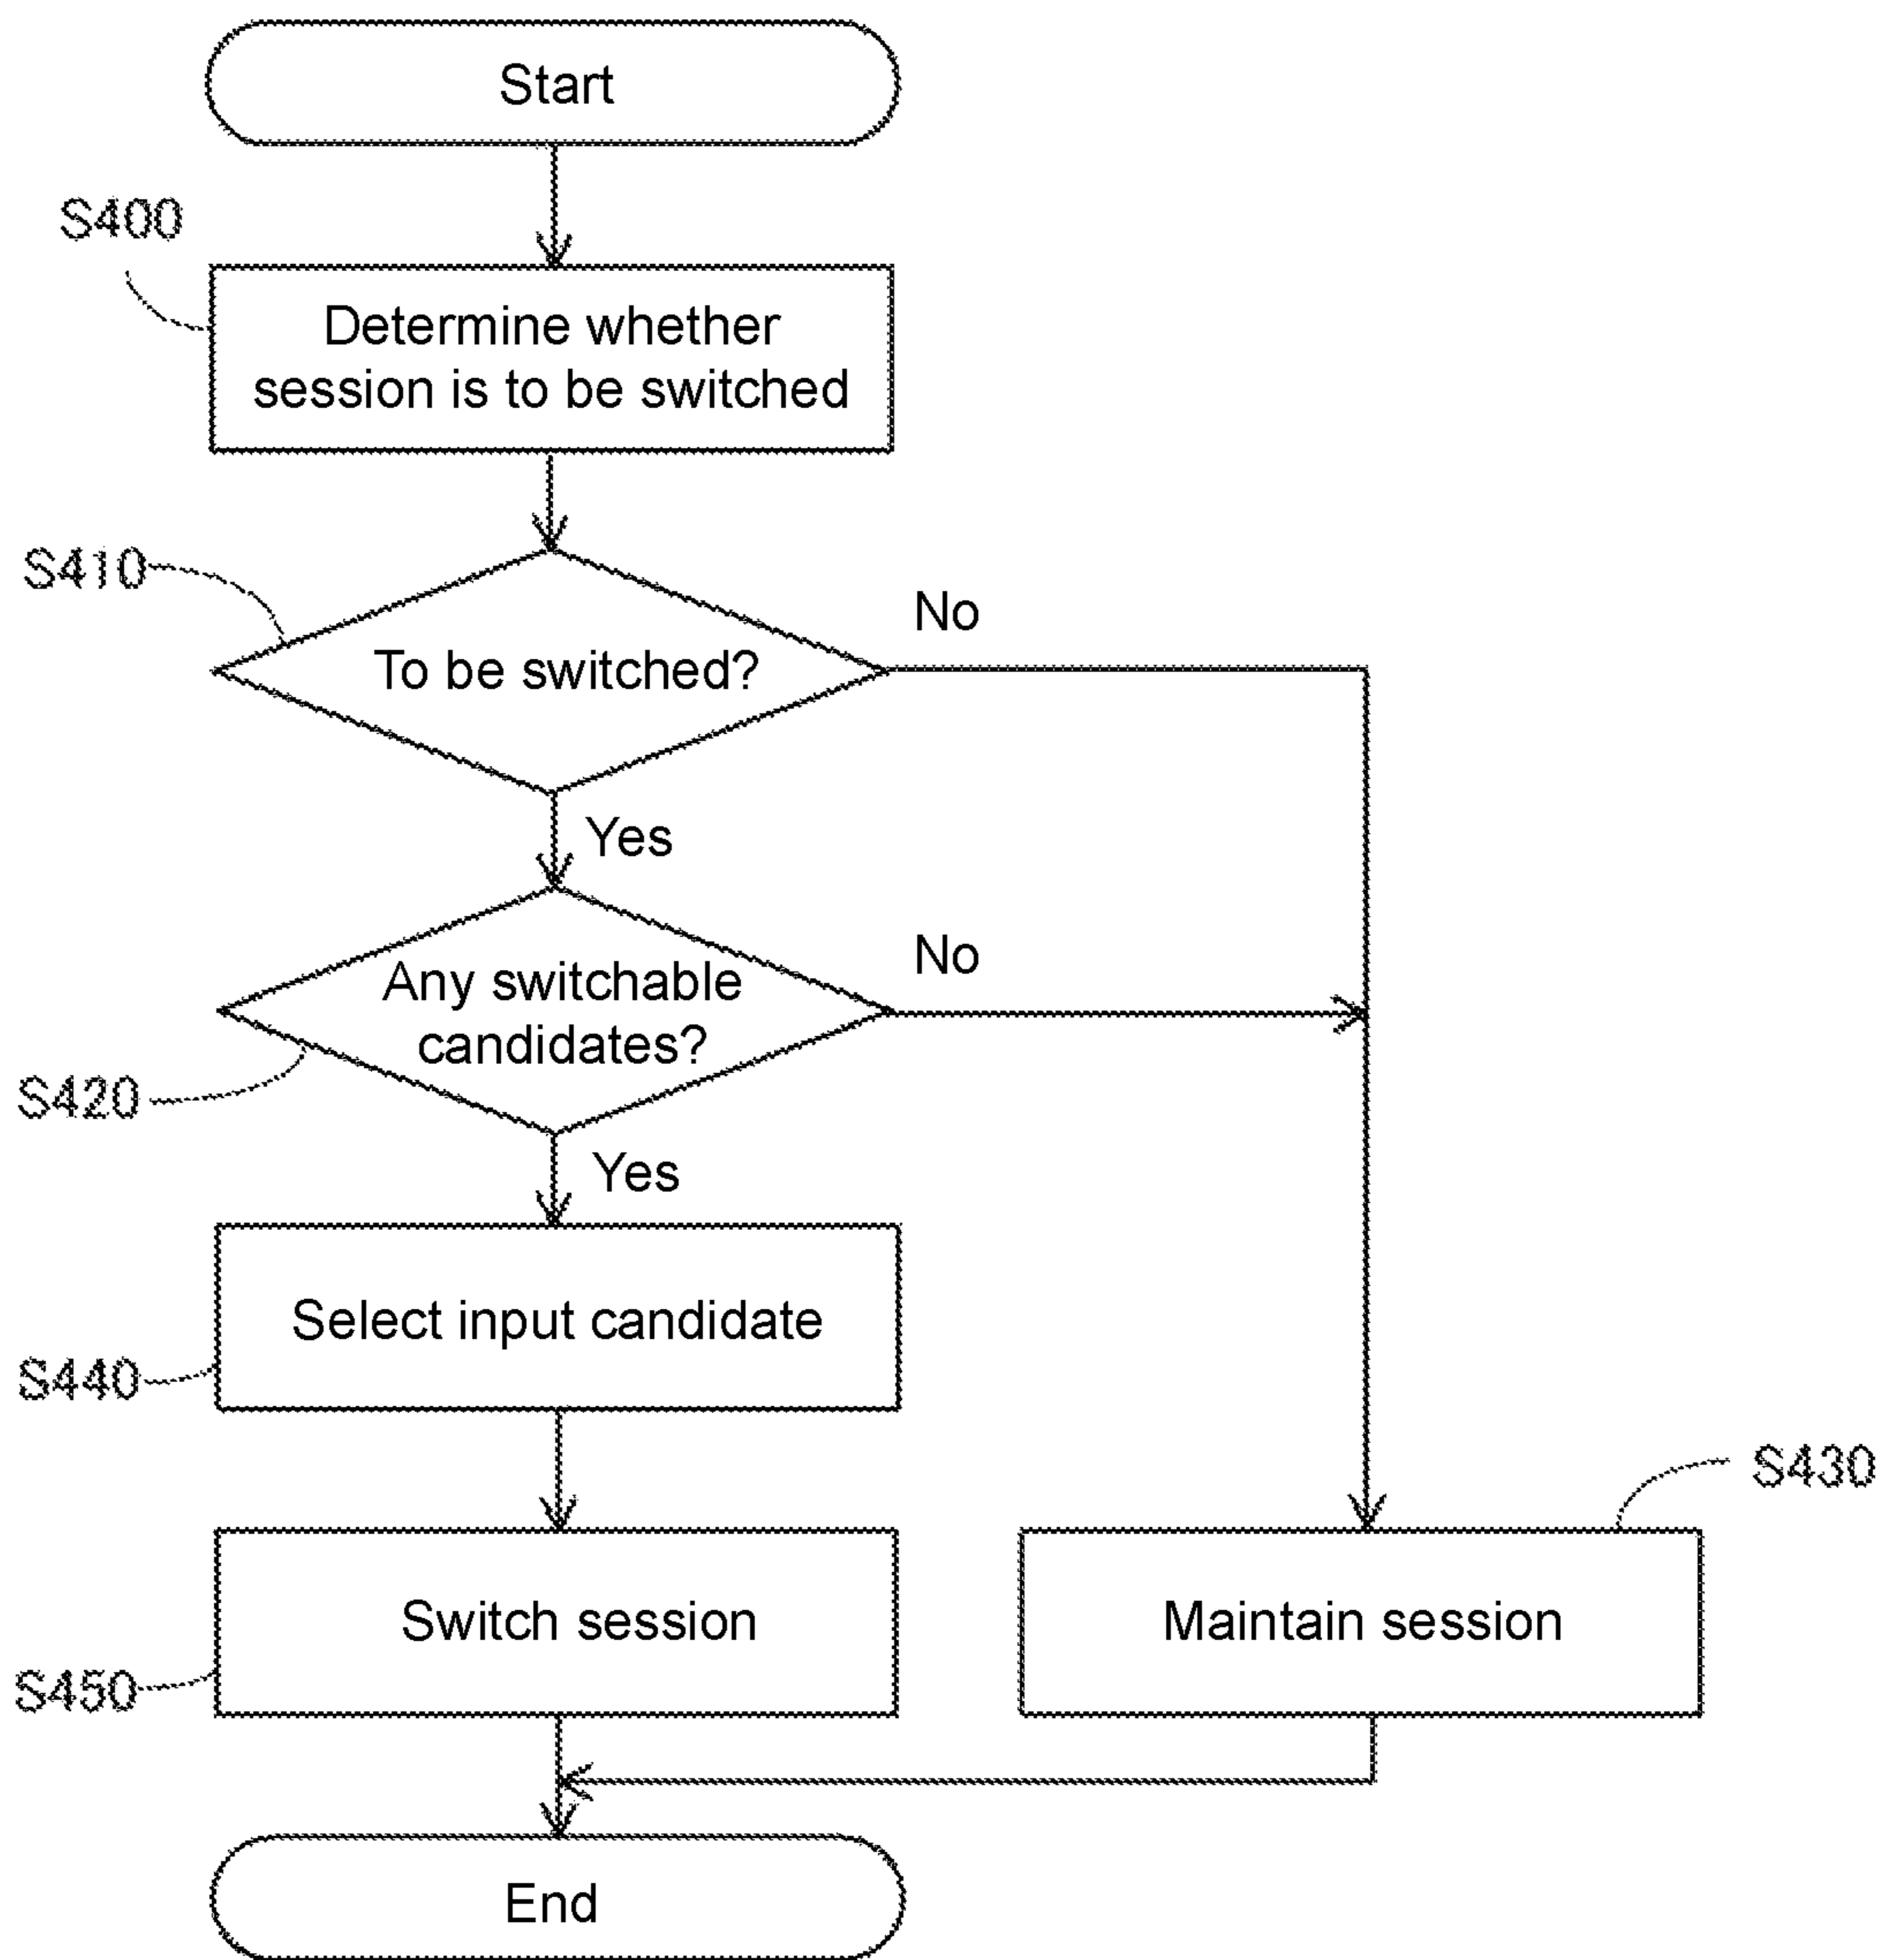 Start
S400
Determine whether
session is to be switched
S410
To be switched?
No
Yes
Any switchable
candidates?
No
S420
Yes
Select input candidate
S440
S430
Switch session
Maintain session
S450
End